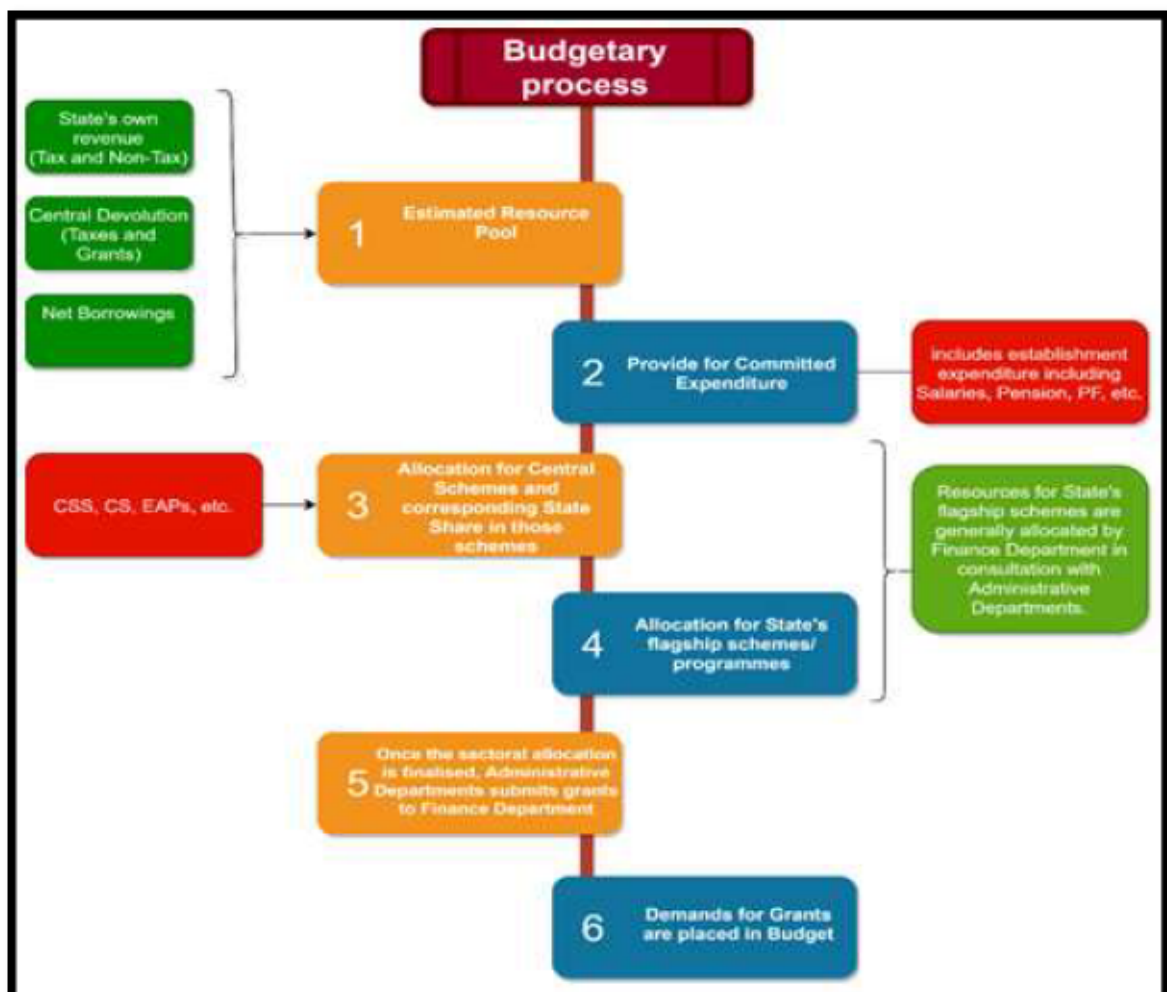 Budgetary
process
State's own
revenue
(Tax and Non-Tax)
Central Devolution
(Taxes and
Grants)
Net Borrowings
1
Estimated Resource
Pool
2
Provide for Committed
Expenditure
includes establishment
expenditure including
Salaries, Pension, PF, etc.
CSS, CS, EAPs, etc.
3
Allocation for Central
Schemes and
corresponding State
Share in those
schemes
Resources for State's
flagship schemes are
generally allocated by
Finance Department in
consultation with
Administrative
Departments.
4
Allocation for State's
flagship schemes/
programmes
5
Once the sectoral allocation
is finalised, Administrative
Departments submits grants
to Finance Department
6
Demands for Grants
are placed in Budget